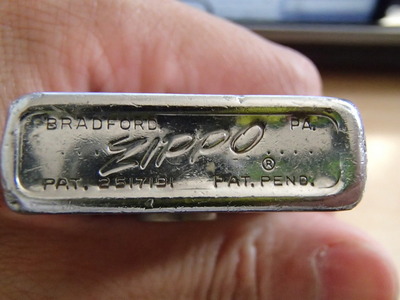 BRADFORD PA.
ZIPPO ®
PAT. 2517191 PAT. PEND.